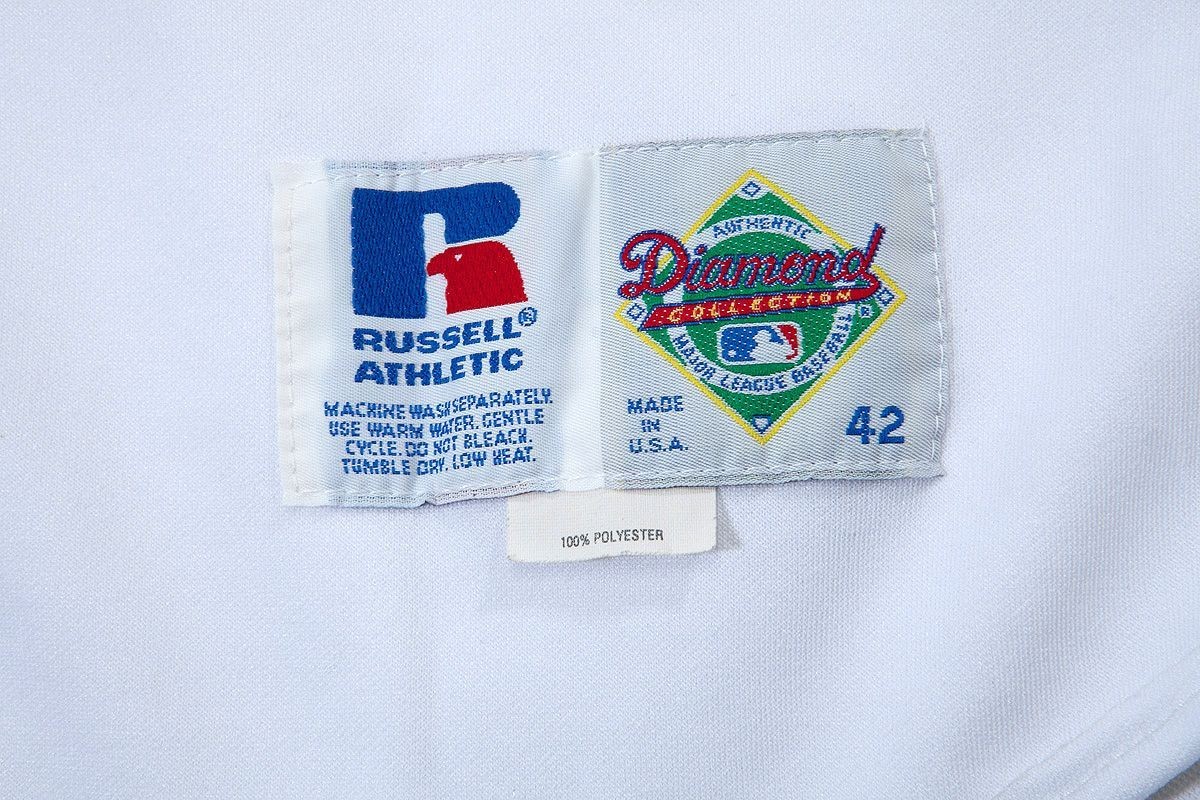 RUSSELL®
ATHLETIC
MACHINE WASH SEPARATELY.
USE WARM WATER. GENTLE
CYCLE. DO NOT BLEACH.
TUMBLE DRY. LOW HEAT.
AUTHENTIC
Diamond
COLLECTION
®
MAJOR LEAGUE BASEBALL
MADE
IN
U.S.A.
42
100% POLYESTER